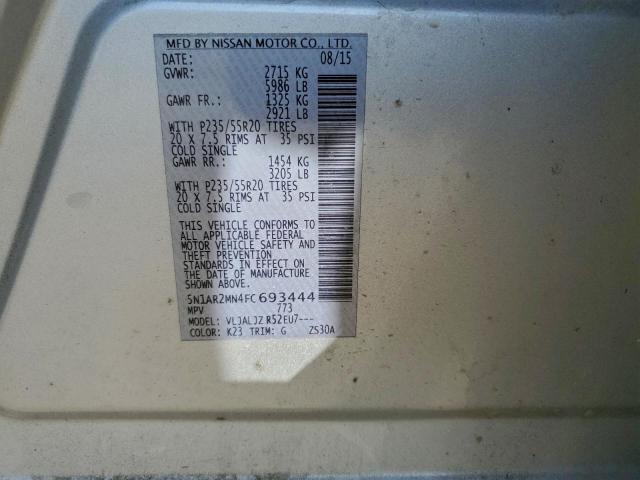 MFD BY NISSAN MOTOR CO., LTD.
DATE: 08/15
GVWR: 2715 KG
5986 LB
GAWR FR.: 1325 KG
2921 LB
WITH P235/55R20 TIRES
20 X 7.5 RIMS AT 35 PSI
COLD SINGLE
GAWR RR.: 1454 KG
3205 LB
WITH P235/55R20 TIRES
20 X 7.5 RIMS AT 35 PSI
COLD SINGLE
THIS VEHICLE CONFORMS TO
ALL APPLICABLE FEDERAL
MOTOR VEHICLE SAFETY AND
THEFT PREVENTION
STANDARDS IN EFFECT ON
THE DATE OF MANUFACTURE
SHOWN ABOVE.
5N1AR2MN4FC693444
MPV 773
MODEL: VLJALJZ R52EU7---
COLOR: K23 TRIM: G ZS30A